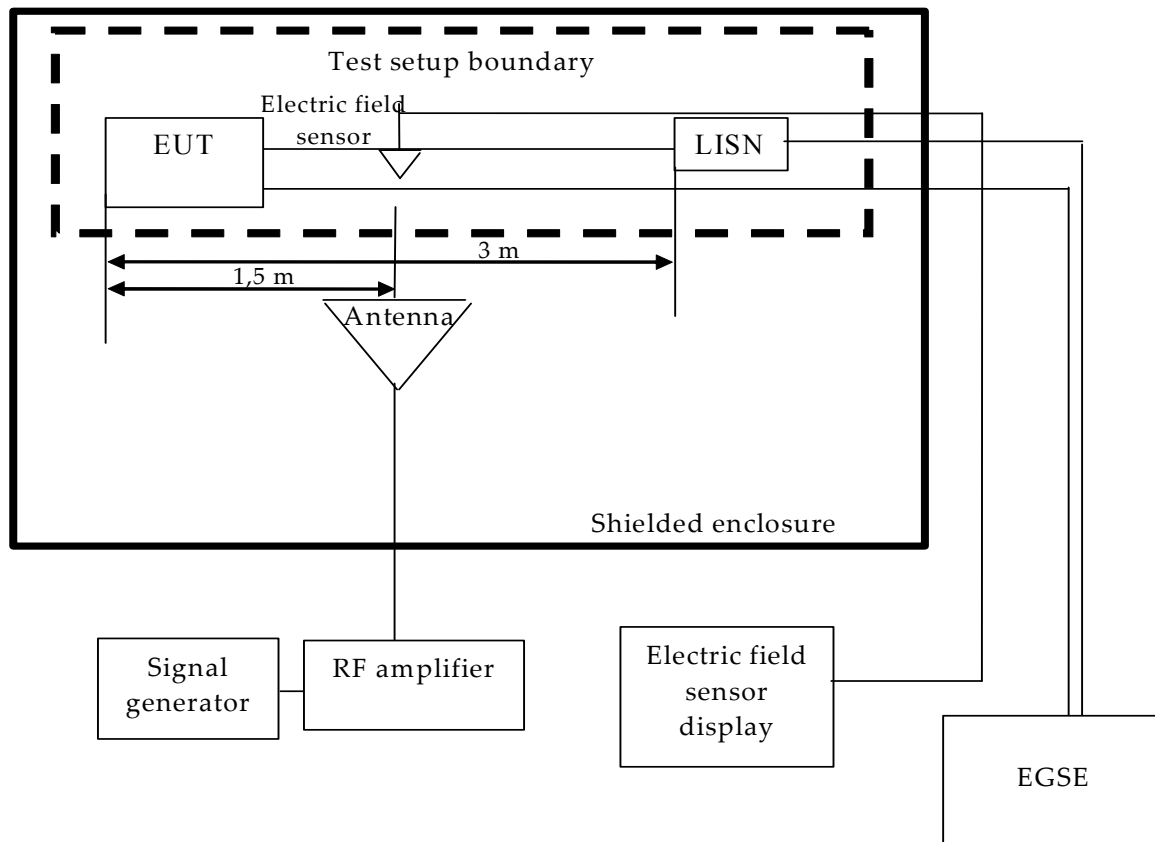 Test setup boundary
Electric field
sensor
EUT
LISN
3 m
1,5 m
Antenna
Shielded enclosure
Signal
generator
RF amplifier
Electric field
sensor
display
EGSE